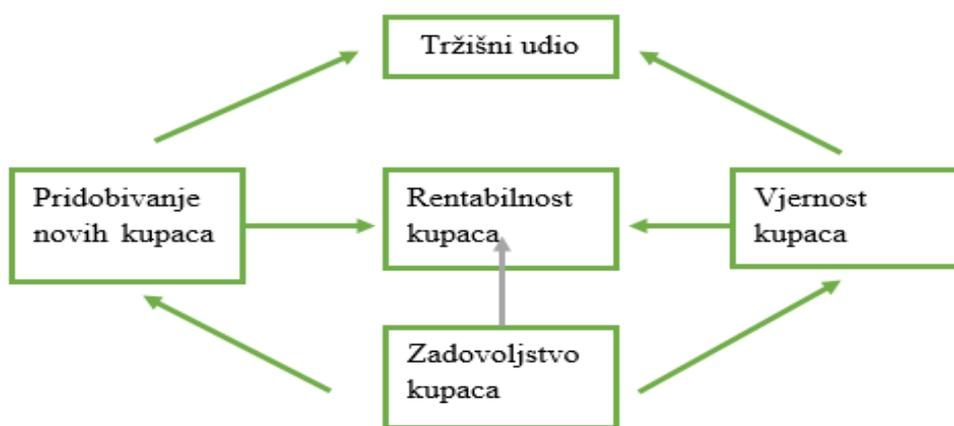 Tržišni udio
Pridobivanje
novih kupaca
Rentabilnost
kupaca
Vjernost
kupaca
Zadovoljstvo
kupaca